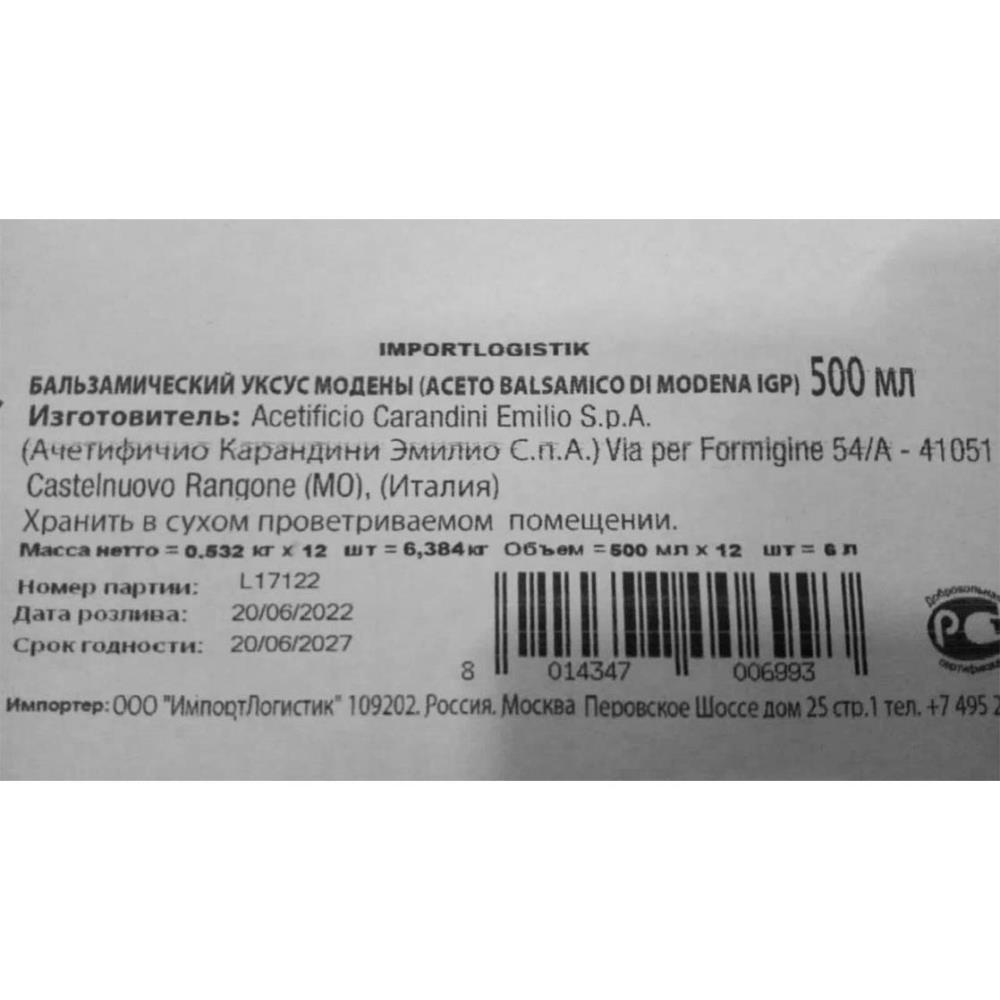 IMPORTLOGISTIK
БАЛЬЗАМИЧЕСКИЙ УКСУС МОДЕНЫ (ACETO BALSAMICO DI MODENA IGP) 500 МЛ
Изготовитель: Acetificio Carandini Emilio S.p.A.
(Ачетифичио Карандини Эмилио С.п.А.) Via per Formigine 54/A - 41051
Castelnuovo Rangone (MO), (Италия)
Хранить в сухом проветриваемом помещении.
Масса нетто = 0.532 кг x 12 шт = 6,384кг Объем = 500 мл x 12 шт = 6 л
Номер партии: L17122
Дата розлива: 20/06/2022
Срок годности: 20/06/2027
8 014347 006993
Добровольная
РСТ
Импортер: ООО "ИмпортЛогистик" 109202. Россия. Москва Перовское Шоссе дом 25 стр.1 тел. +7 495 2